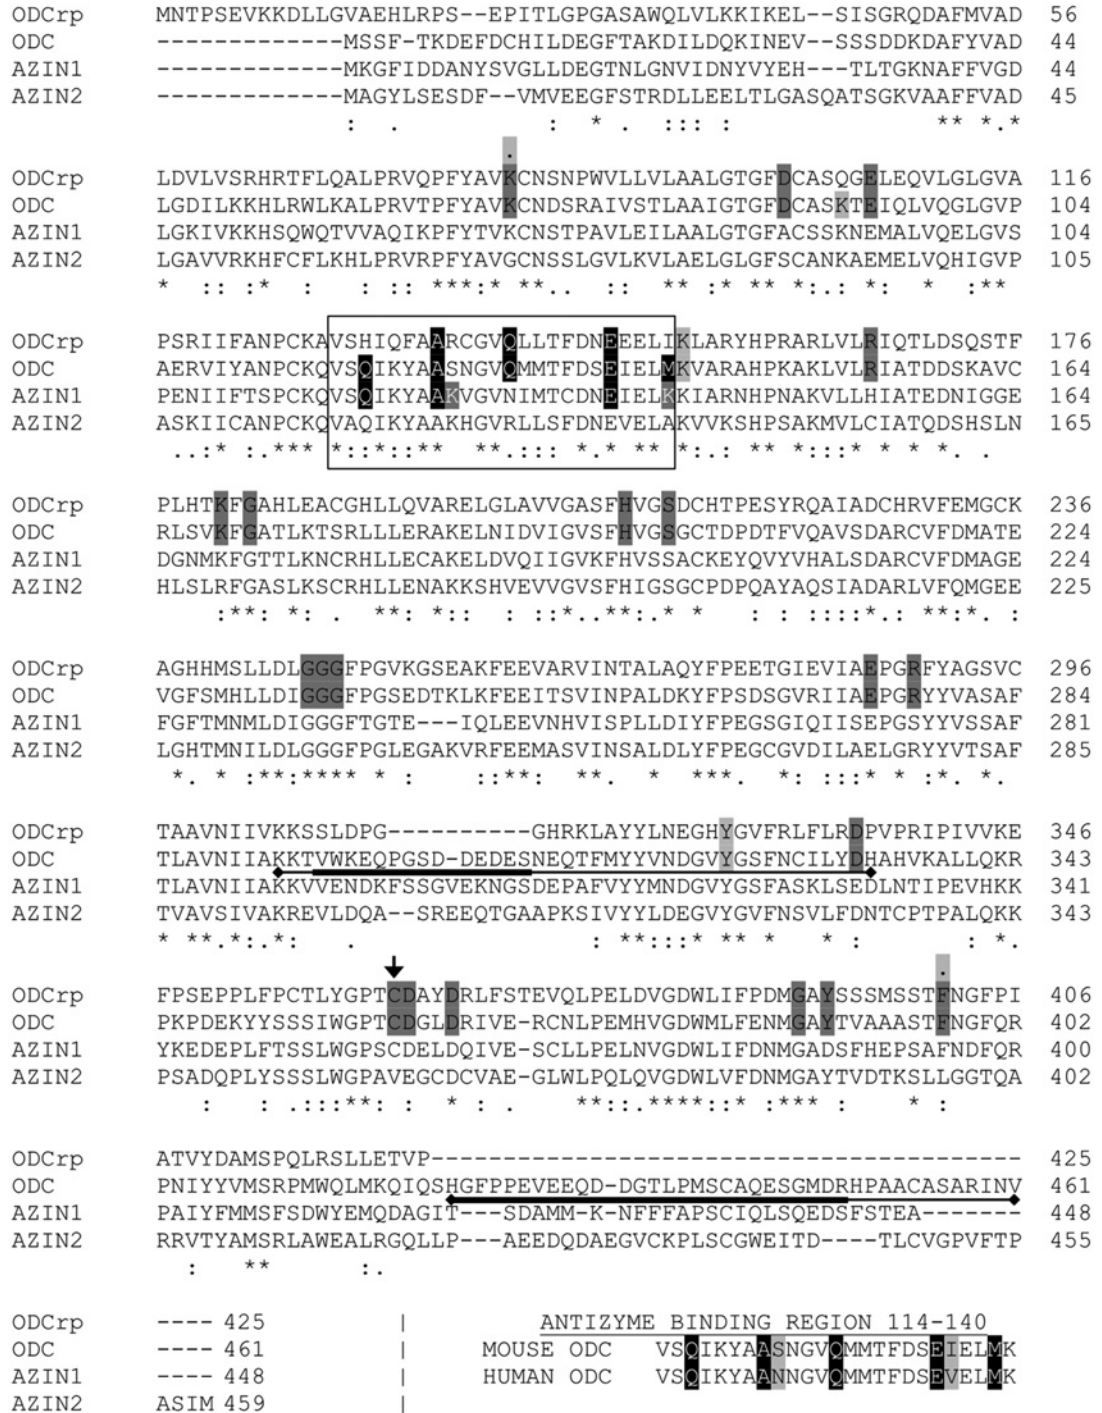 ODCrp MNTPSEVKKDLLGVAEHLRPS--EPITLGPGASAWQLVLKKIKEL--SISGRQDAFMVAD 56
ODC -------------MSSF-TKDEFDCHILDEGFTAKDILDQKINEV--SSSDDKDAFYVAD 44
AZIN1 -------------MKGFIDDANYSVGLLDEGTNLGNVIDNYVYEH--TLTGKNAFFVGD 44
AZIN2 -------------MAGYLSESDF--VMVEEGFSTRDLLEELTLGASQATSGKVAAFFVAD 45
: . : * . ::: : ** *.*
.
ODCrp LDVLVSRHRTFLQALPRVQPFYAVKCNSNPWVLLVLAALGTGFDCASQGELEQVLGLGVA 116
ODC LGDILKKHLRWLKALPRVTPFYAVKCNDSRAIVSTLAAIGTGFDCASKTEIQLVQGLGVP 104
AZIN1 LGKIVKKHSQWQTVVAQIKPFYTVKCNSTPAVLEILAALGTGFACSSKNEMALVQELGVS 104
AZIN2 LGAVVRKHFCFLKHLPRVRPFYAVGCNSSLGVLKVLAELGLGFSCANKAEMELVQHIGVP 105
* :: :* : : :: ***:* **.. :: ** :* ** *:.: *: * :**
ODCrp PSRIIFANPCKAVSHIQFAARCGVQLLTFDNEEELIKLARYHPRARLVLRIQTLDSQSTF 176
ODC AERVIYANPCKQVSQIKYAASNGVQMMTFDSEIELMKVARAHPKAKLVLRIATDDSKAVC 164
AZIN1 PENIIFTSPCKQVSQIKYAAKVGVNIMTCDNEIELKKIARNHPNAKVLLHIATEDNIGGE 164
AZIN2 ASKIICANPCKQVAQIKYAAKHGVRLLSFDNEVELAKVVKSHPSAKMVLCIATQDSHSLN 165
..:* :.*** *::*::** **.::: *.* ** *:.: ** *:::* * * *. .
ODCrp PLHTKFGAHLEACGHLLQVARELGLAVVGASFHVGSDCHTPESYRQAIADCHRVFEMGCK 236
ODC RLSVKFGATLKTSRLLLERAKELNIDVIGVSFHVGSGCTDPDTFVQAVSDARCVFDMATE 224
AZIN1 DGNMKFGTTLKNCRHLLECAKELDVQIIGVKFHVSSACKEYQVYVHALSDARCVFDMAGE 224
AZIN2 HLSLRFGASLKSCRHLLENAKKSHVEVVGVSFHIGSGCPDPQAYAQSIADARLVFQMGEE 225
:**: *: . **: *:: : ::*..**:.* * : : ::::*.: **:*. :
ODCrp AGHHMSLLDLGGGFPGVKGSEAKFEEVARVINTALAQYFPEETGIEVIAEPGRFYAGSVC 296
ODC VGFSMHLLDIGGGFPGSEDTKLKFEEITSVINPALDKYFPSDSGVRIIAEPGRYYVASAF 284
AZIN1 FGFTMNMLDIGGGFTGTE---IQLEEVNHVISPLLDIYFPEGSGIQIISEPGSYYVSSAF 281
AZIN2 LGHTMNILDLGGGFPGLEGAKVRFEEMASVINSALDLYFPEGCGVDILAELGRYYVTSAF 285
*. * :**:**** * : ::**: **. * ***. *: :::* * :*. *.
ODCrp TAAVNIIVKKSSLDPG----------GHRKLAYYLNEGHYGVFRLFLRDPVPRIPIVVKE 346
ODC TLAVNIIAKKTVWKEQPGSD-DEDESNEQTFMYYVNDGVYGSFNCILYDHAHVKALLQKR 343
AZIN1 TLAVNIIAKKVVENDKFSSGVEKNGSDEPAFVYYMNDGVYGSFASKLSEDLNTIPEVHKK 341
AZIN2 TVAVSIVAKREVLDQA--SREEQTGAAPKSIVYYLDEGVYGVFNSVLFDNTCPTPALQKK 343
* **.*:.*: . : **:::* ** * * : : *.
.
ODCrp FPSEPPLFPCTLYGPTCDAYDRLFSTEVQLPELDVGDWLIFPDMGAYSSSMSSTFNGFPI 406
ODC PKPDEKYYSSSIWGPTCDGLDRIVE-RCNLPEMHVGDWMLFENMGAYTVAAASTFNGFQR 402
AZIN1 YKEDEPLFTSSLWGPSCDELDQIVE-SCLLPELNVGDWLIFDNMGADSFHEPSAFNDFQR 400
AZIN2 PSADQPLYSSSLWGPAVEGCDCVAE-GLWLPQLQVGDWLVFDNMGAYTVDTKSLLGGTQA 402
: : .:::**: : * : . **::.****::* :*** : * :
ODCrp ATVYDAMSPQLRSLLETVP----------------------------------------- 425
ODC PNIYYVMSRPMWQLMKQIQSHGFPPEVEEQD-DGTLPMSCAQESGMDRHPAACASARINV 461
AZIN1 PAIYFMMSFSDWYEMQDAGIT---SDAMM-K-NFFFAPSCIQLSQEDSFSTEA------- 448
AZIN2 RRVTYAMSRLAWEALRGQLLP---AEEDQDAEGVCKPLSCGWEITD----TLCVGPVFTP 455
: ** :.
ODCrp ---- 425 | ANTIZYME BINDING REGION 114-140
ODC ---- 461 | MOUSE ODC VSQIKYAASNGVQMMTFDSEIELMK
AZIN1 ---- 448 | HUMAN ODC VSQIKYAANNGVQMMTFDSEVELMK
AZIN2 ASIM 459 |